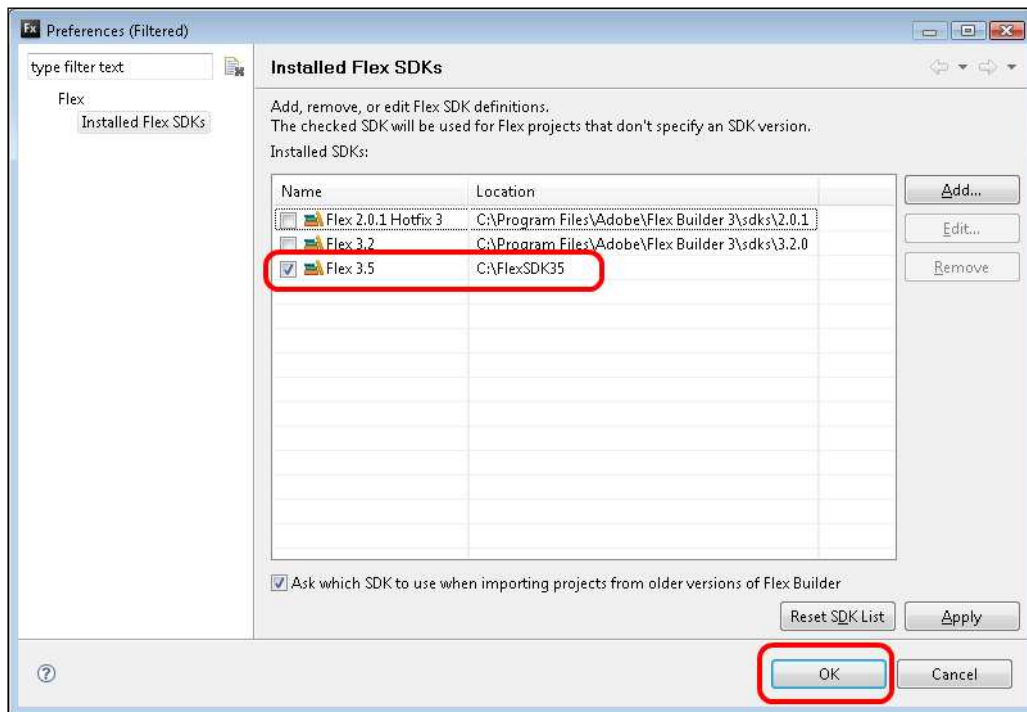 Fx Preferences (Filtered)
type filter text
Flex
Installed Flex SDKs
Installed Flex SDKs
Add, remove, or edit Flex SDK definitions.
The checked SDK will be used for Flex projects that don't specify an SDK version.
Installed SDKs:
Name Location
Flex 2.0.1 Hotfix 3 C:\Program Files\Adobe\Flex Builder 3\sdks\2.0.1
Flex 3.2 C:\Program Files\Adobe\Flex Builder 3\sdks\3.2.0
Flex 3.5 C:\FlexSDK35
Add...
Edit...
Remove
Ask which SDK to use when importing projects from older versions of Flex Builder
Reset SDK List Apply
? OK Cancel